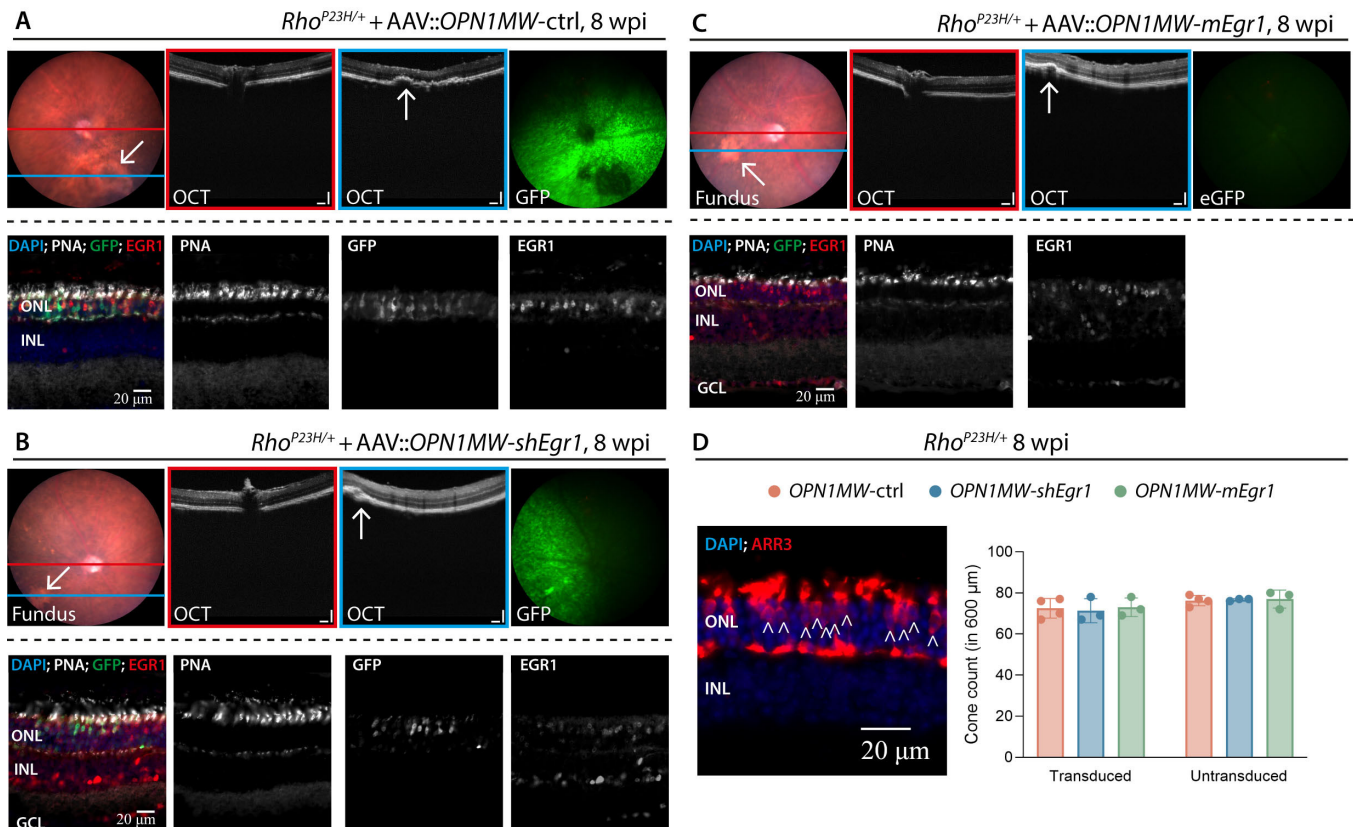 A
Rho^P23H/+ + AAV::OPN1MW-ctrl, 8 wpi
OCT
OCT
GFP
DAPI; PNA; GFP; EGR1
PNA
GFP
EGR1
ONL
INL
20 μm
B
Rho^P23H/+ + AAV::OPN1MW-shEgr1, 8 wpi
Fundus
OCT
OCT
GFP
DAPI; PNA; GFP; EGR1
PNA
GFP
EGR1
ONL
INL
GCL
20 μm
C
Rho^P23H/+ + AAV::OPN1MW-mEgr1, 8 wpi
Fundus
OCT
OCT
eGFP
DAPI; PNA; GFP; EGR1
PNA
EGR1
ONL
INL
GCL
20 μm
D
Rho^P23H/+ 8 wpi
OPN1MW-ctrl
OPN1MW-shEgr1
OPN1MW-mEgr1
DAPI; ARR3
ONL
INL
20 μm
Cone count (in 600 μm)
100
80
60
40
20
0
Transduced
Untransduced